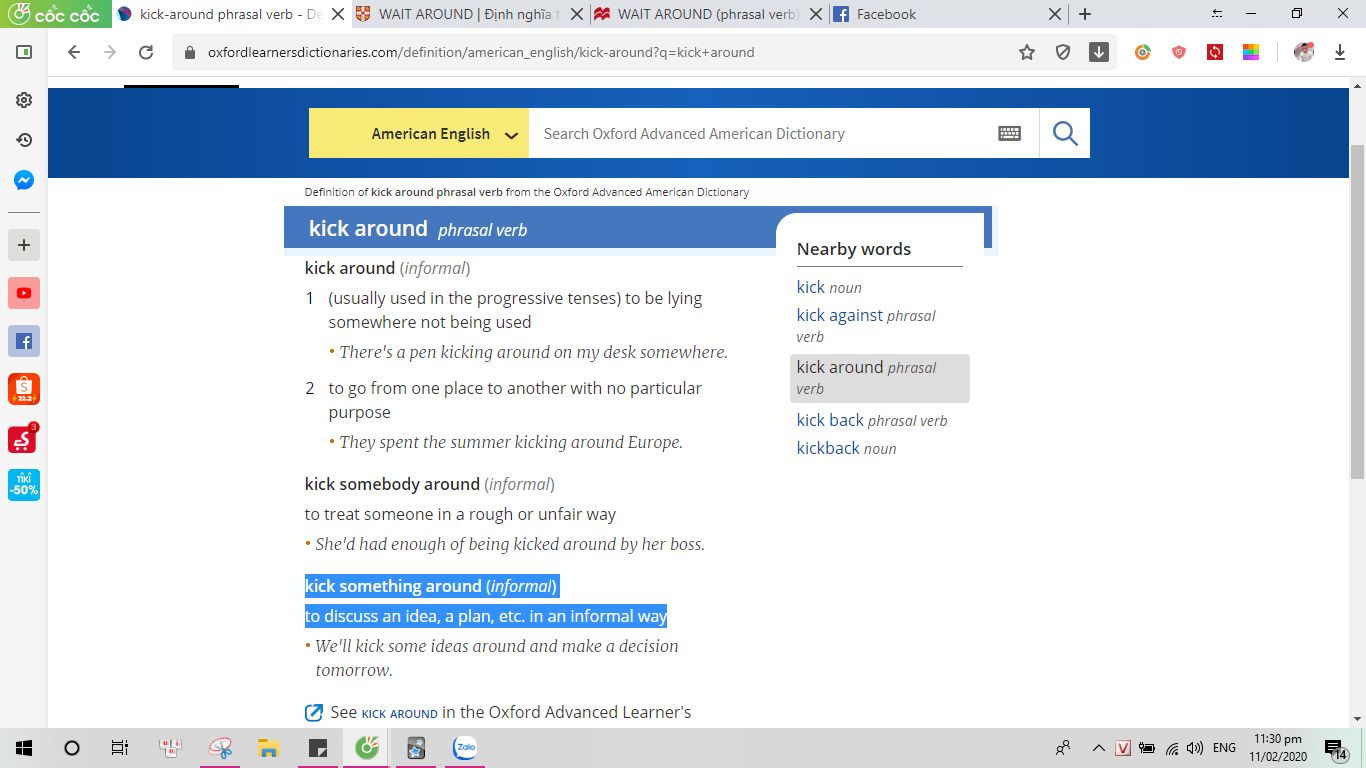 cốc cốc
kick-around phrasal verb - De
WAIT AROUND | Định nghĩa t
WAIT AROUND (phrasal verb)
Facebook
oxfordlearnersdictionaries.com/definition/american_english/kick-around?q=kick+around
American English
Search Oxford Advanced American Dictionary
Definition of kick around phrasal verb from the Oxford Advanced American Dictionary
kick around phrasal verb
kick around (informal)
1 (usually used in the progressive tenses) to be lying
somewhere not being used
• There's a pen kicking around on my desk somewhere.
2 to go from one place to another with no particular
purpose
• They spent the summer kicking around Europe.
kick somebody around (informal)
to treat someone in a rough or unfair way
• She'd had enough of being kicked around by her boss.
kick something around (informal)
to discuss an idea, a plan, etc. in an informal way
• We'll kick some ideas around and make a decision
tomorrow.
See KICK AROUND in the Oxford Advanced Learner's
Nearby words
kick noun
kick against phrasal
verb
kick around phrasal
verb
kick back phrasal verb
kickback noun
22.2
3
TIKI
-50%
Zalo
V
ENG
11:30 pm
11/02/2020
14